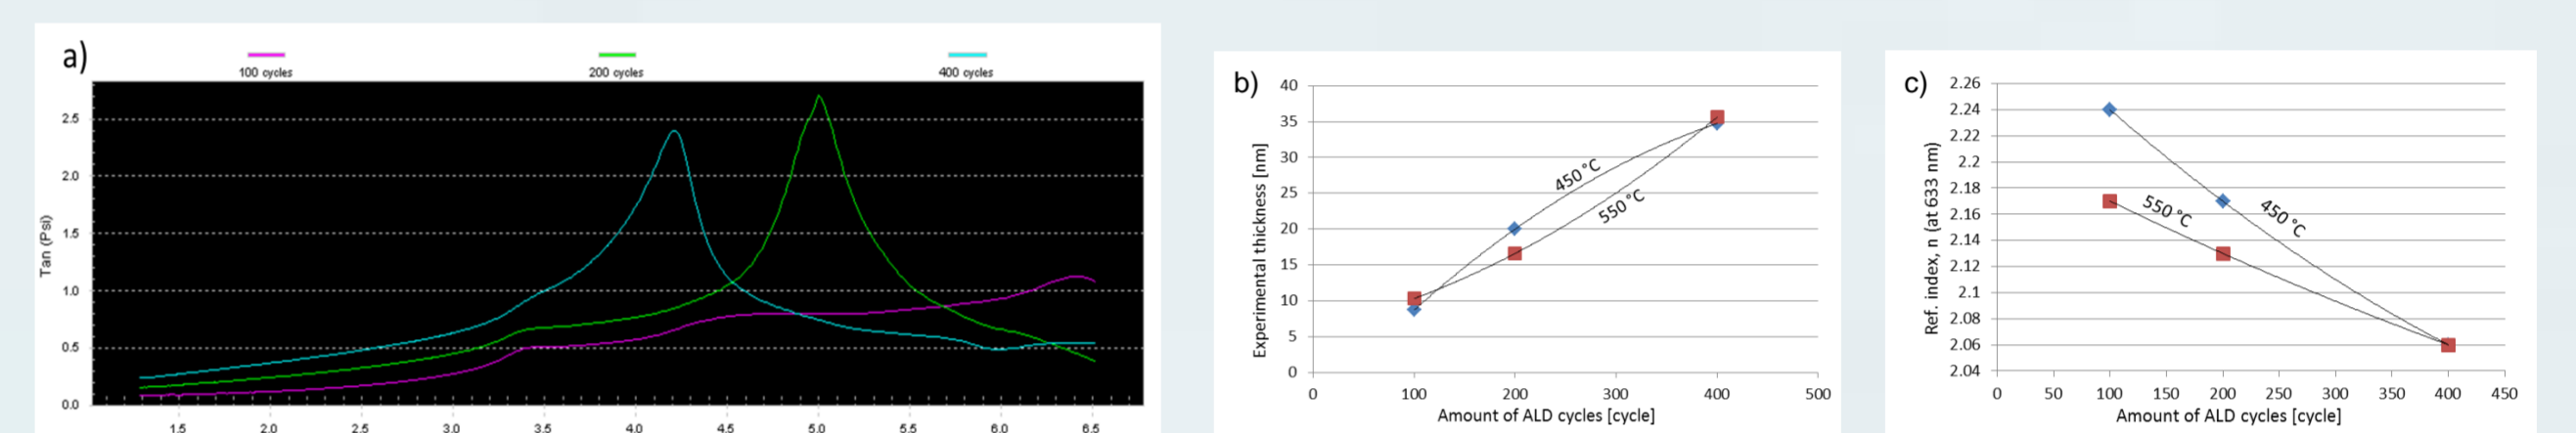 a)
100 cycles
200 cycles
400 cycles
Tan (Psi)
2.5
2.0
1.5
1.0
0.5
0.0
1.5 2.0 2.5 3.0 3.5 4.0 4.5 5.0 5.5 6.0 6.5
b)
Experimental thickness [nm]
40
35
30
25
20
15
10
5
0
450 °C
550 °C
0 100 200 300 400 500
Amount of ALD cycles [cycle]
c)
Ref. index, n (at 633 nm)
2.26
2.24
2.22
2.2
2.18
2.16
2.14
2.12
2.1
2.08
2.06
2.04
550 °C
450 °C
0 50 100 150 200 250 300 350 400 450
Amount of ALD cycles [cycle]